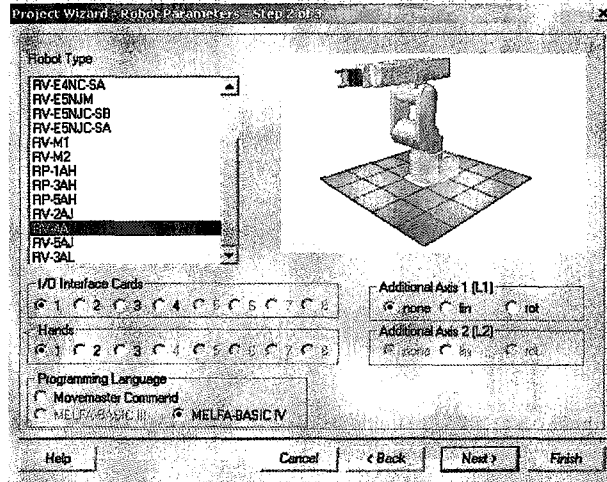 Project Wizard - Robot Parameters - Step 2 of 5
Robot Type
RV-E4NC-SA
RV-E5NJM
RV-E5NJC-SB
RV-E5NJC-SA
RV-M1
RV-M2
RP-1AH
RP-3AH
RP-5AH
RV-2AJ
RV-4A
RV-5AJ
RV-3AL
I/O Interface Cards
1 2 3 4 5 6 7 8
Additional Axis 1 (L1)
none lin rot
Hands
1 2 3 4 5 6 7 8
Additional Axis 2 (L2)
none lin rot
Programming Language
Movemaster Command
MELFA-BASIC III MELFA-BASIC IV
Help Cancel < Back Next > Finish